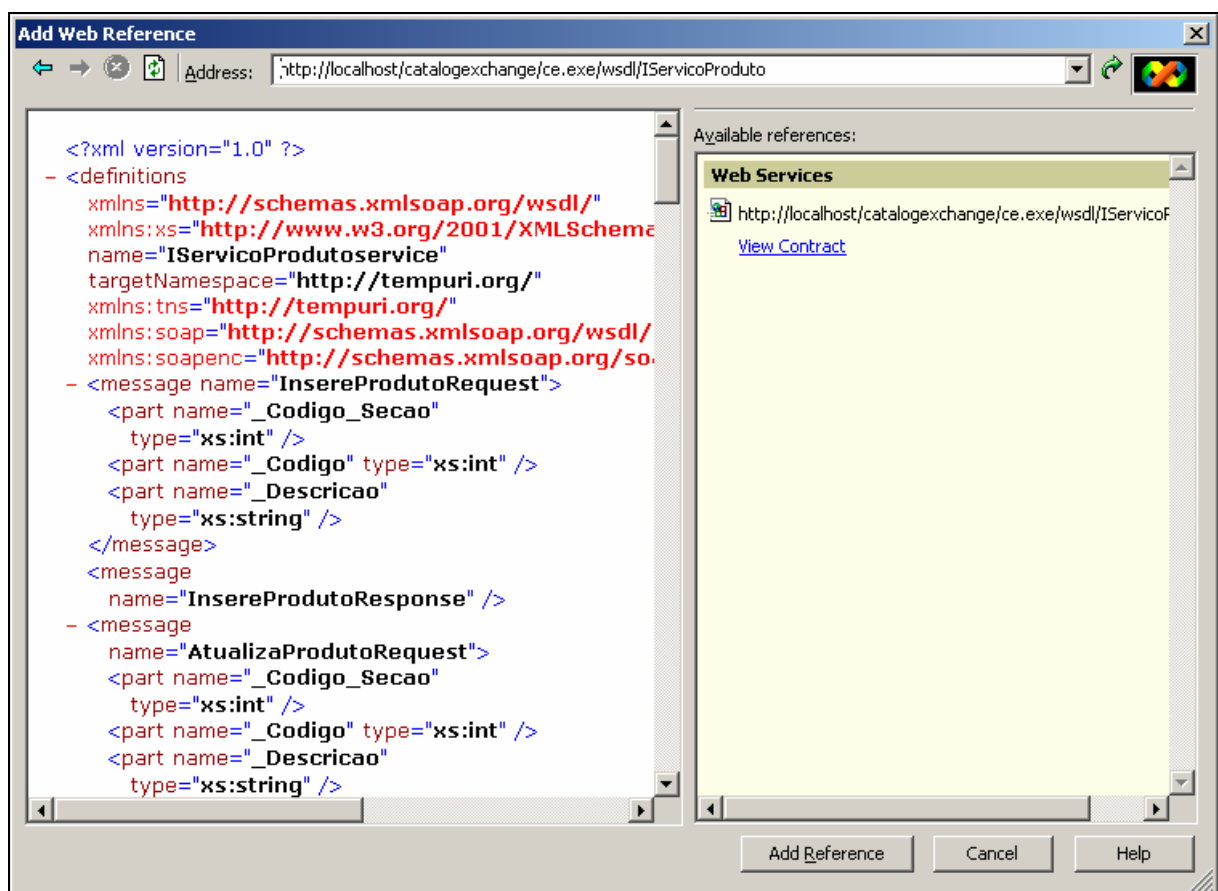 Add Web Reference
Address: http://localhost/catalogexchange/ce.exe/wsdl/IServicoProduto
<?xml version="1.0" ?>
– <definitions
xmlns="http://schemas.xmlsoap.org/wsdl/"
xmlns:xs="http://www.w3.org/2001/XMLSchema
name="IServicoProdutoservice"
targetNamespace="http://tempuri.org/"
xmlns:tns="http://tempuri.org/"
xmlns:soap="http://schemas.xmlsoap.org/wsdl/
xmlns:soapenc="http://schemas.xmlsoap.org/so
– <message name="InsereProdutoRequest">
<part name="_Codigo_Secao"
type="xs:int" />
<part name="_Codigo" type="xs:int" />
<part name="_Descricao"
type="xs:string" />
</message>
<message
name="InsereProdutoResponse" />
– <message
name="AtualizaProdutoRequest">
<part name="_Codigo_Secao"
type="xs:int" />
<part name="_Codigo" type="xs:int" />
<part name="_Descricao"
type="xs:string" />
Available references:
Web Services
http://localhost/catalogexchange/ce.exe/wsdl/IServicoP
View Contract
Add Reference
Cancel
Help